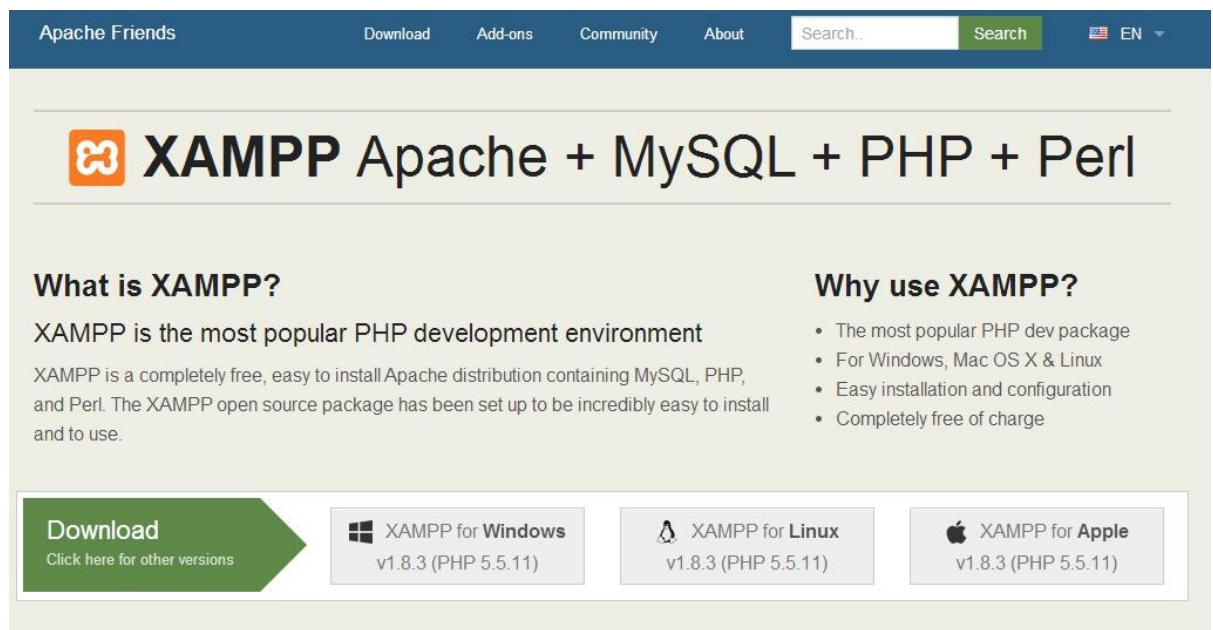 Apache Friends
Download
Add-ons
Community
About
Search..
Search
EN
XAMPP Apache + MySQL + PHP + Perl
What is XAMPP?
XAMPP is the most popular PHP development environment
XAMPP is a completely free, easy to install Apache distribution containing MySQL, PHP,
and Perl. The XAMPP open source package has been set up to be incredibly easy to install
and to use.
Why use XAMPP?
• The most popular PHP dev package
• For Windows, Mac OS X & Linux
• Easy installation and configuration
• Completely free of charge
Download
Click here for other versions
XAMPP for Windows
v1.8.3 (PHP 5.5.11)
XAMPP for Linux
v1.8.3 (PHP 5.5.11)
XAMPP for Apple
v1.8.3 (PHP 5.5.11)